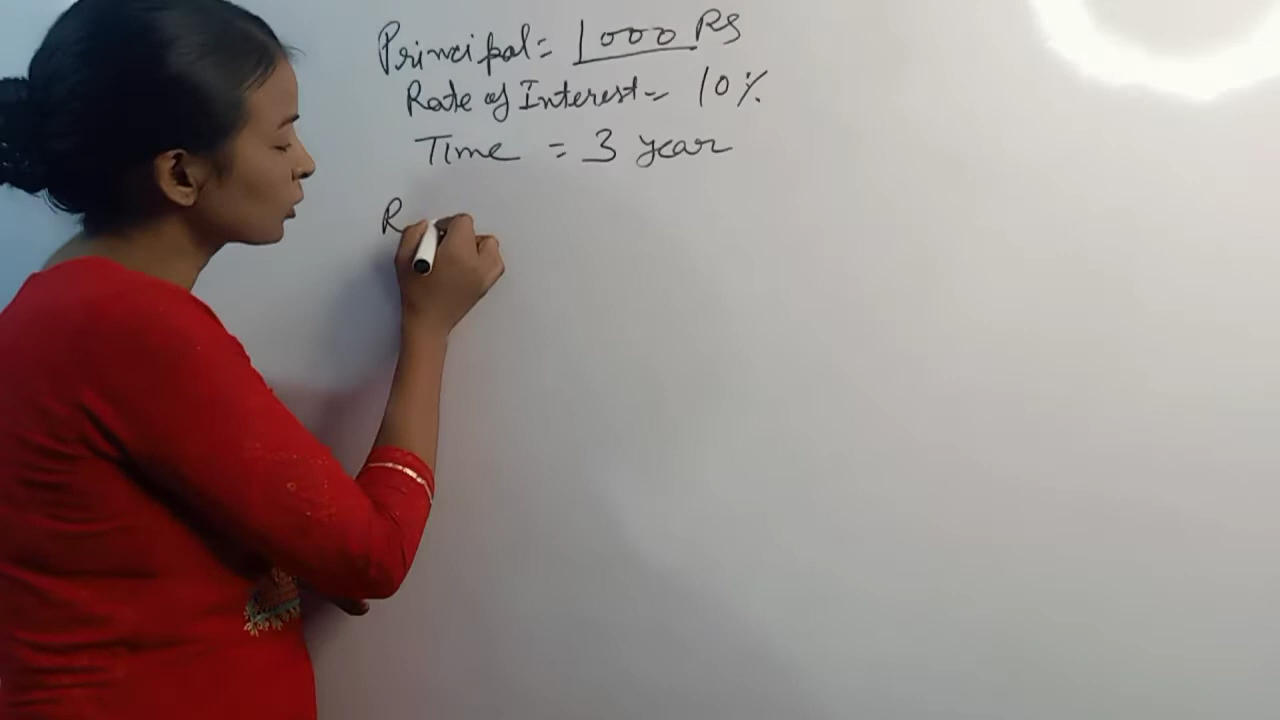 Principal = 1000 RS
Rate of Interest = 10%
Time = 3 year
R